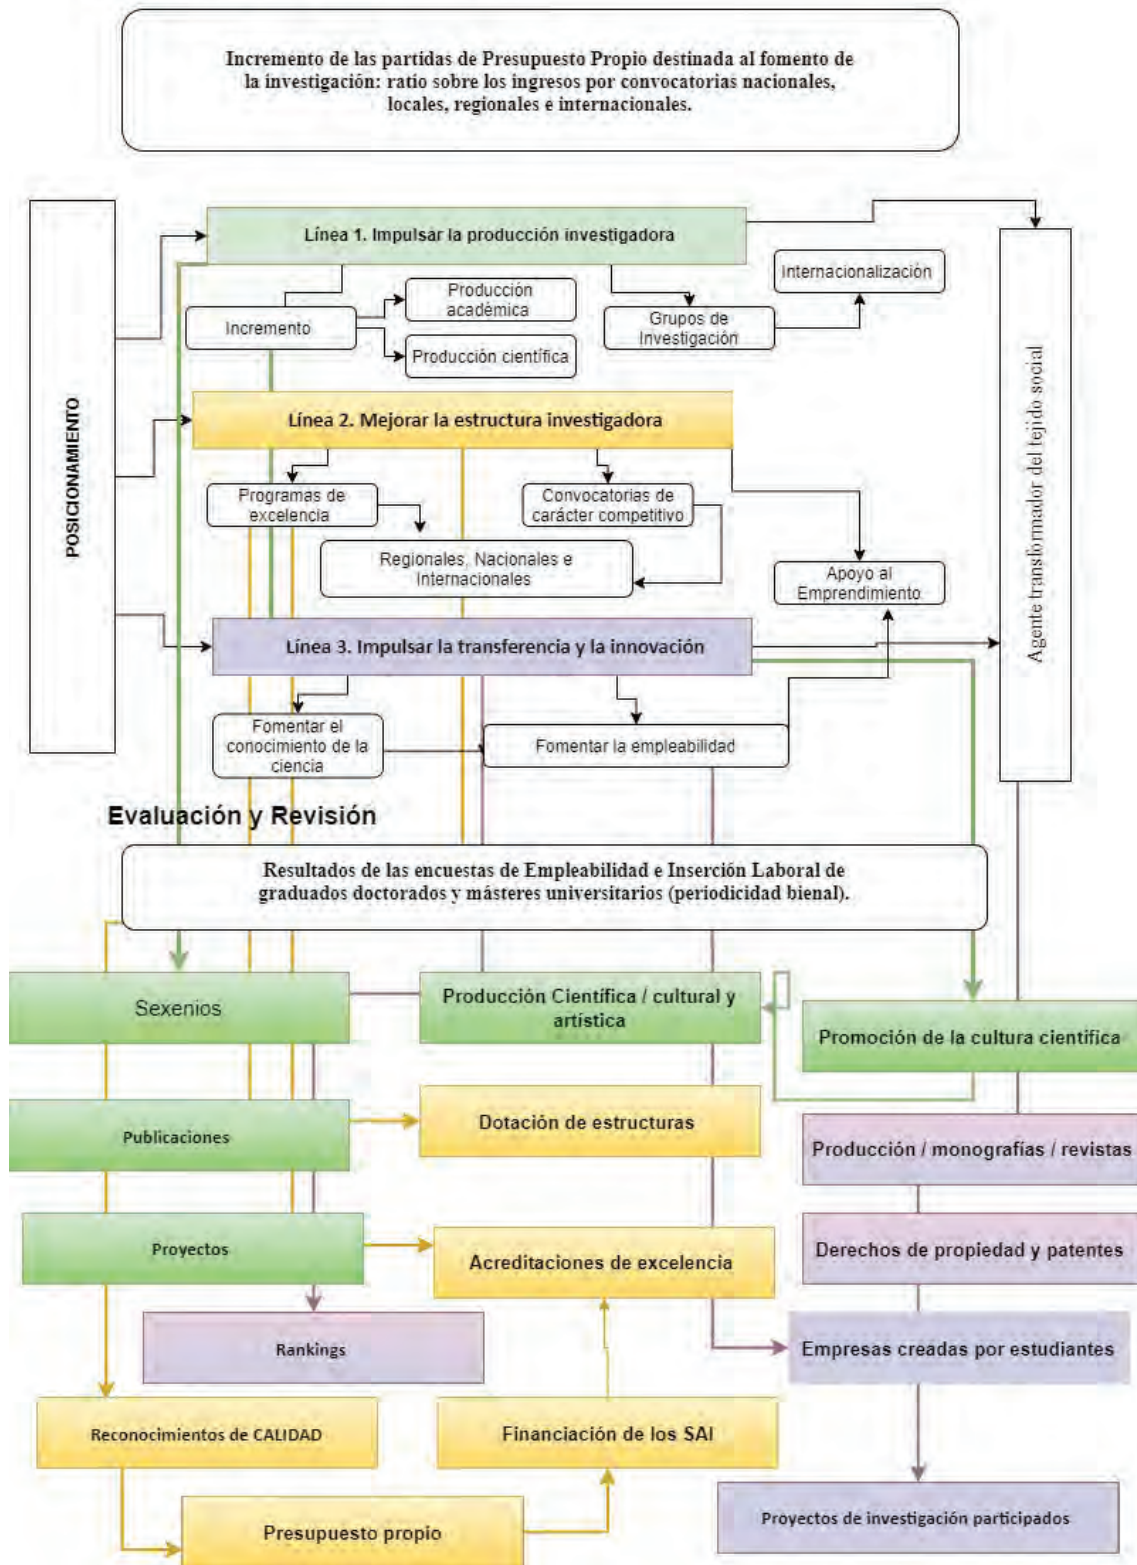 Incremento de las partidas de Presupuesto Propio destinada al fomento de
la investigación: ratio sobre los ingresos por convocatorias nacionales,
locales, regionales e internacionales.
POSICIONAMIENTO
Línea 1. Impulsar la producción investigadora
Internacionalización
Producción
académica
Incremento
Grupos de
Investigación
Producción científica
Agente transformador del tejido social
Línea 2. Mejorar la estructura investigadora
Programas de
excelencia
Convocatorias de
carácter competitivo
Regionales, Nacionales e
Internacionales
Apoyo al
Emprendimiento
Línea 3. Impulsar la transferencia y la innovación
Fomentar el
conocimiento de la
ciencia
Fomentar la empleabilidad
Evaluación y Revisión
Resultados de las encuestas de Empleabilidad e Inserción Laboral de
graduados doctorados y másteres universitarios (periodicidad bienal).
Sexenios
Producción Científica / cultural y
artística
Promoción de la cultura científica
Publicaciones
Dotación de estructuras
Producción / monografías / revistas
Proyectos
Acreditaciones de excelencia
Derechos de propiedad y patentes
Rankings
Empresas creadas por estudiantes
Reconocimientos de CALIDAD
Financiación de los SAI
Presupuesto propio
Proyectos de investigación participados